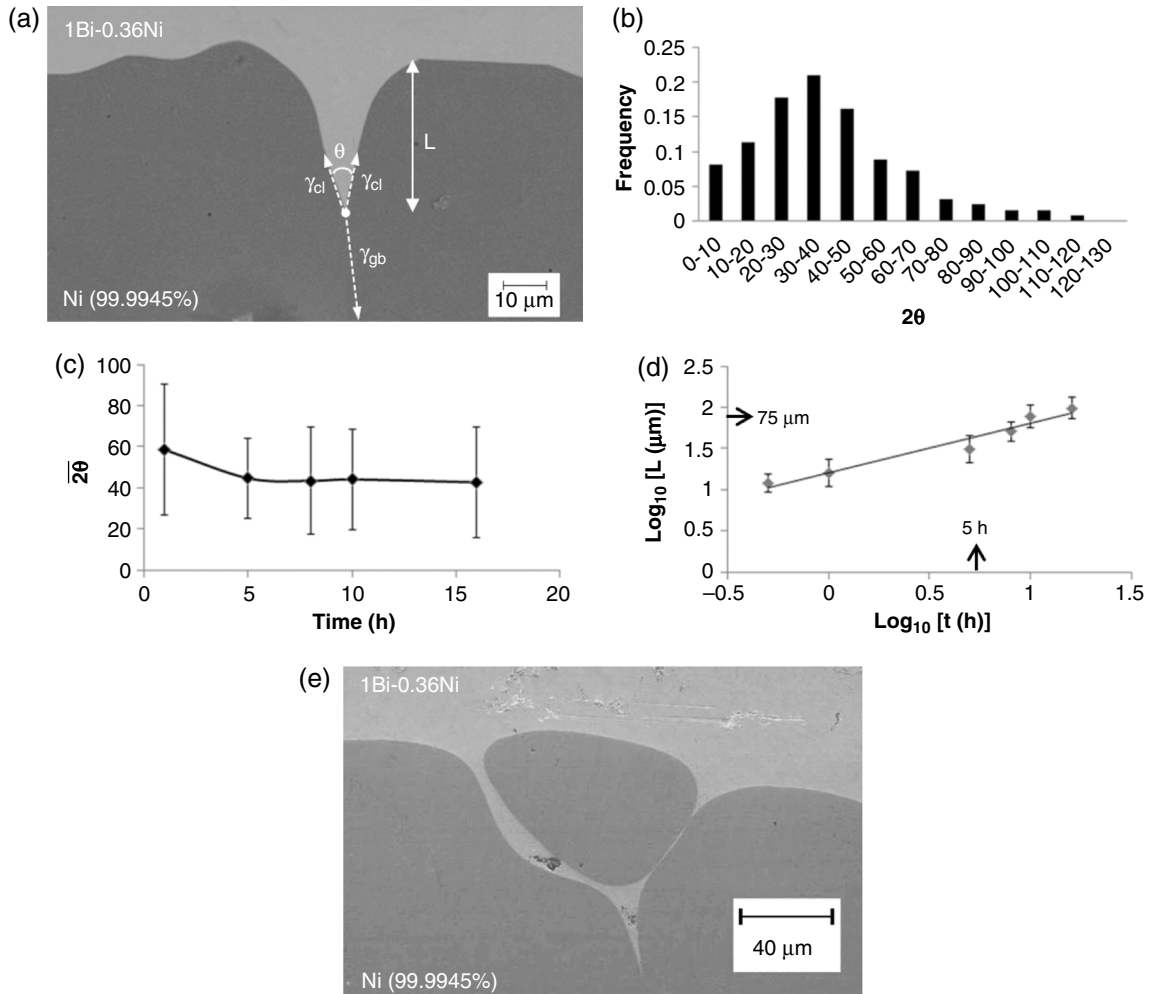 (a)
1Bi-0.36Ni
θ
L
γcl
γcl
γgb
10 μm
Ni (99.9945%)
(b)
0.25
0.2
0.15
0.1
0.05
0
Frequency
0-10
10-20
20-30
30-40
40-50
50-60
60-70
70-80
80-90
90-100
100-110
110-120
120-130
2θ
(c)
100
80
60
40
20
0
2θ
0
5
10
15
20
Time (h)
(d)
2.5
2
1.5
1
0.5
0
Log10 [L (μm)]
75 μm
5 h
–0.5
0
0.5
1
1.5
Log10 [t (h)]
(e)
1Bi-0.36Ni
40 μm
Ni (99.9945%)